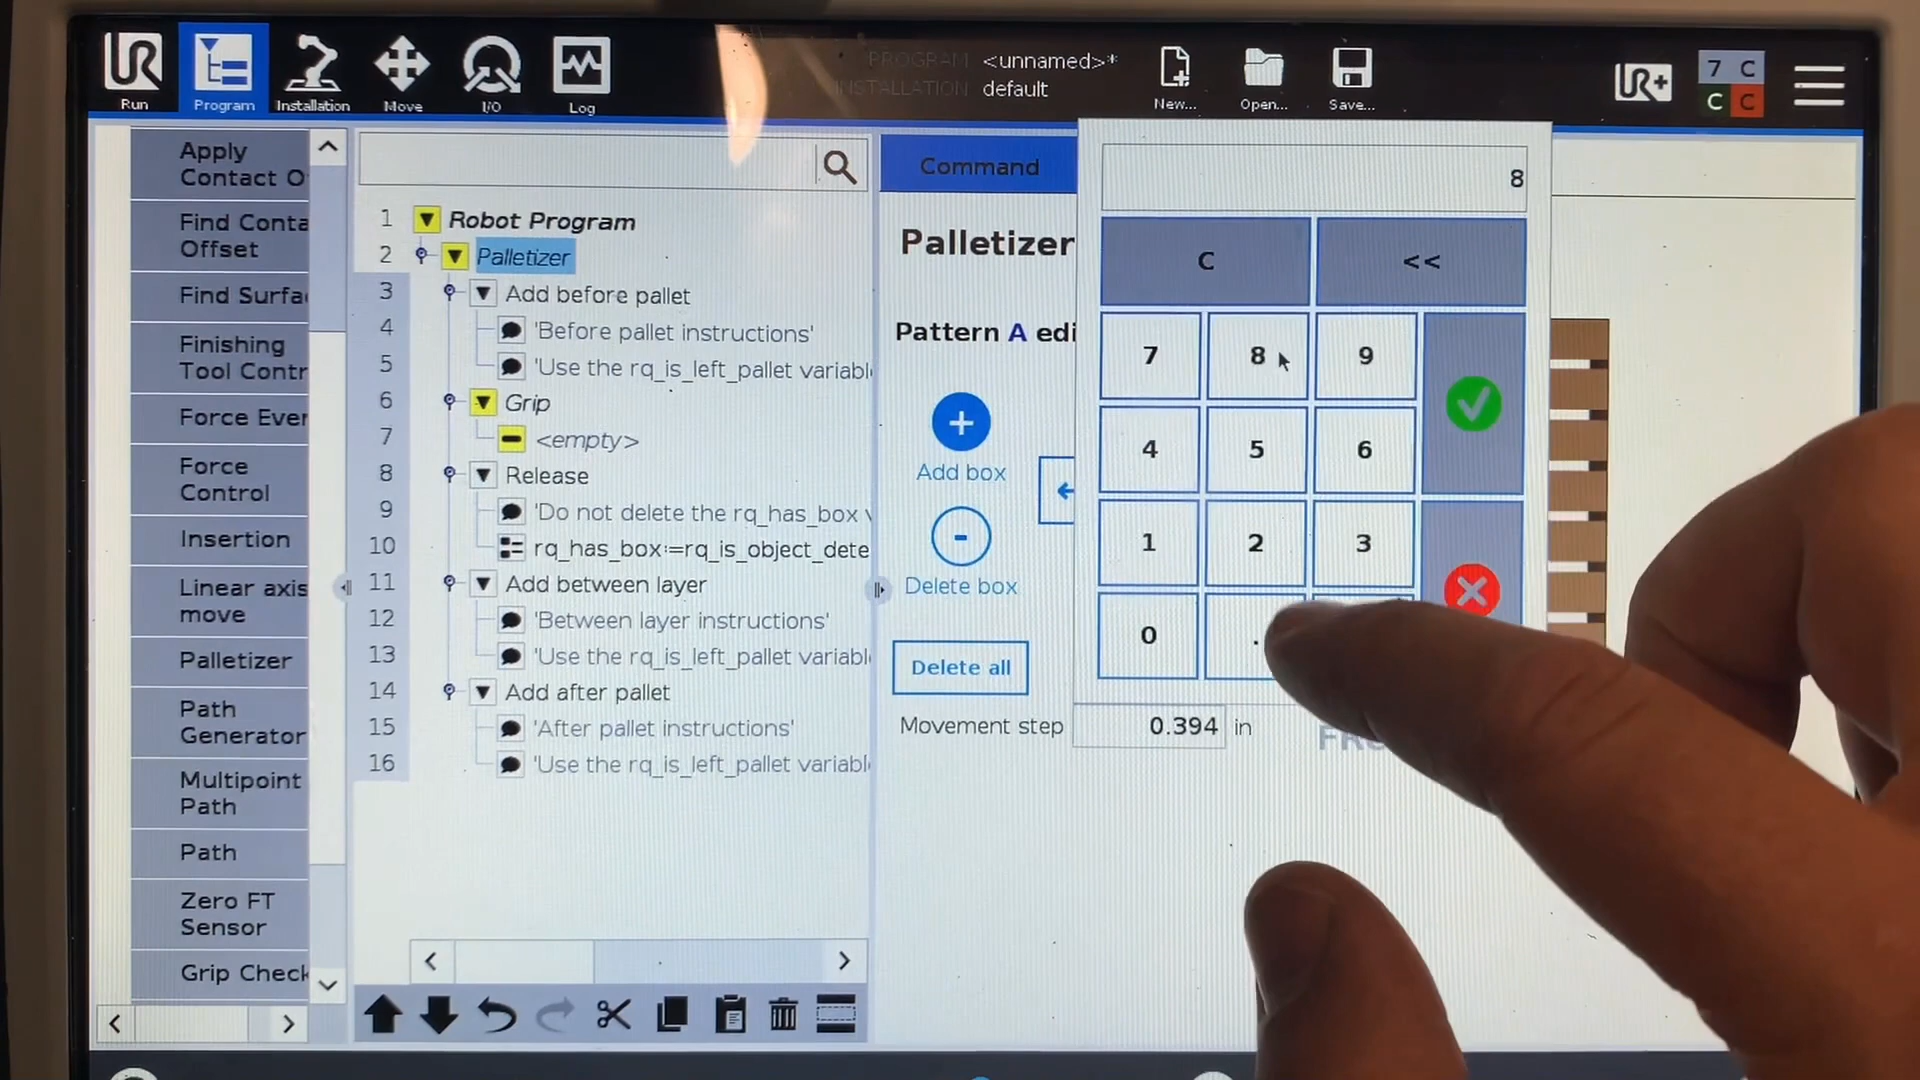 UR
Run
Program
Installation
Move
I/O
Log
PROGRAM <unnamed>*
INSTALLATION default
New...
Open...
Save...
UR+
7 C
C C
Apply
Contact O
Find Conta
Offset
Find Surfa
Finishing
Tool Contr
Force Ever
Force
Control
Insertion
Linear axis
move
Palletizer
Path
Generator
Multipoint
Path
Path
Zero FT
Sensor
Grip Check
1 Robot Program
2 Palletizer
3 Add before pallet
4 'Before pallet instructions'
5 'Use the rq_is_left_pallet variabl
6 Grip
7 <empty>
8 Release
9 'Do not delete the rq_has_box v
10 rq_has_box:=rq_is_object_dete
11 Add between layer
12 'Between layer instructions'
13 'Use the rq_is_left_pallet variabl
14 Add after pallet
15 'After pallet instructions'
16 'Use the rq_is_left_pallet variabl
Command
Palletizer
Pattern A edi
+
Add box
-
Delete box
Delete all
Movement step 0.394 in
8
C <<
7 8 9
4 5 6
1 2 3
0 .